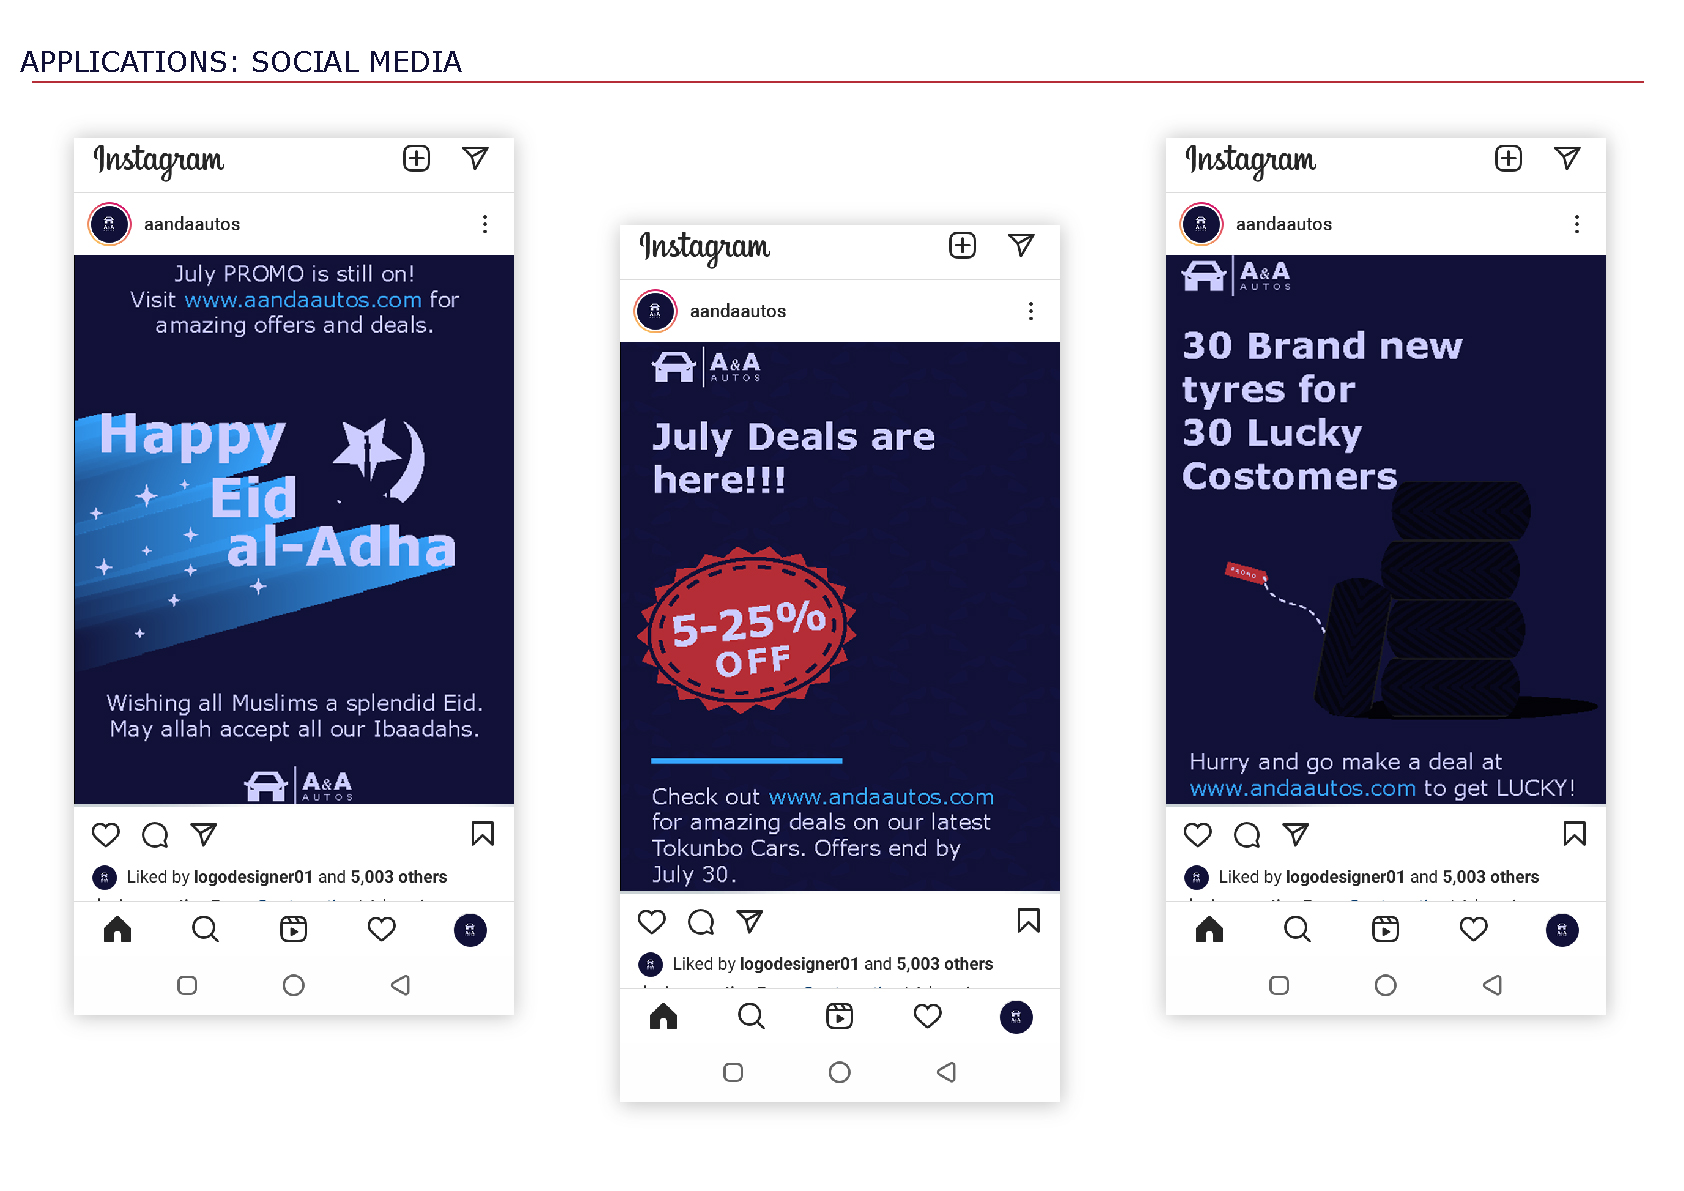 APPLICATIONS: SOCIAL MEDIA
Instagram
aandaautos
July PROMO is still on!
Visit www.aandaautos.com for
amazing offers and deals.
Happy
Eid
al-Adha
Wishing all Muslims a splendid Eid.
May allah accept all our Ibaadahs.
A&A
AUTOS
Liked by logodesigner01 and 5,003 others
Instagram
aandaautos
A&A
AUTOS
July Deals are
here!!!
5-25%
OFF
Check out www.andaautos.com
for amazing deals on our latest
Tokunbo Cars. Offers end by
July 30.
Liked by logodesigner01 and 5,003 others
Instagram
aandaautos
A&A
AUTOS
30 Brand new
tyres for
30 Lucky
Costomers
PROMO
Hurry and go make a deal at
www.andaautos.com to get LUCKY!
Liked by logodesigner01 and 5,003 others